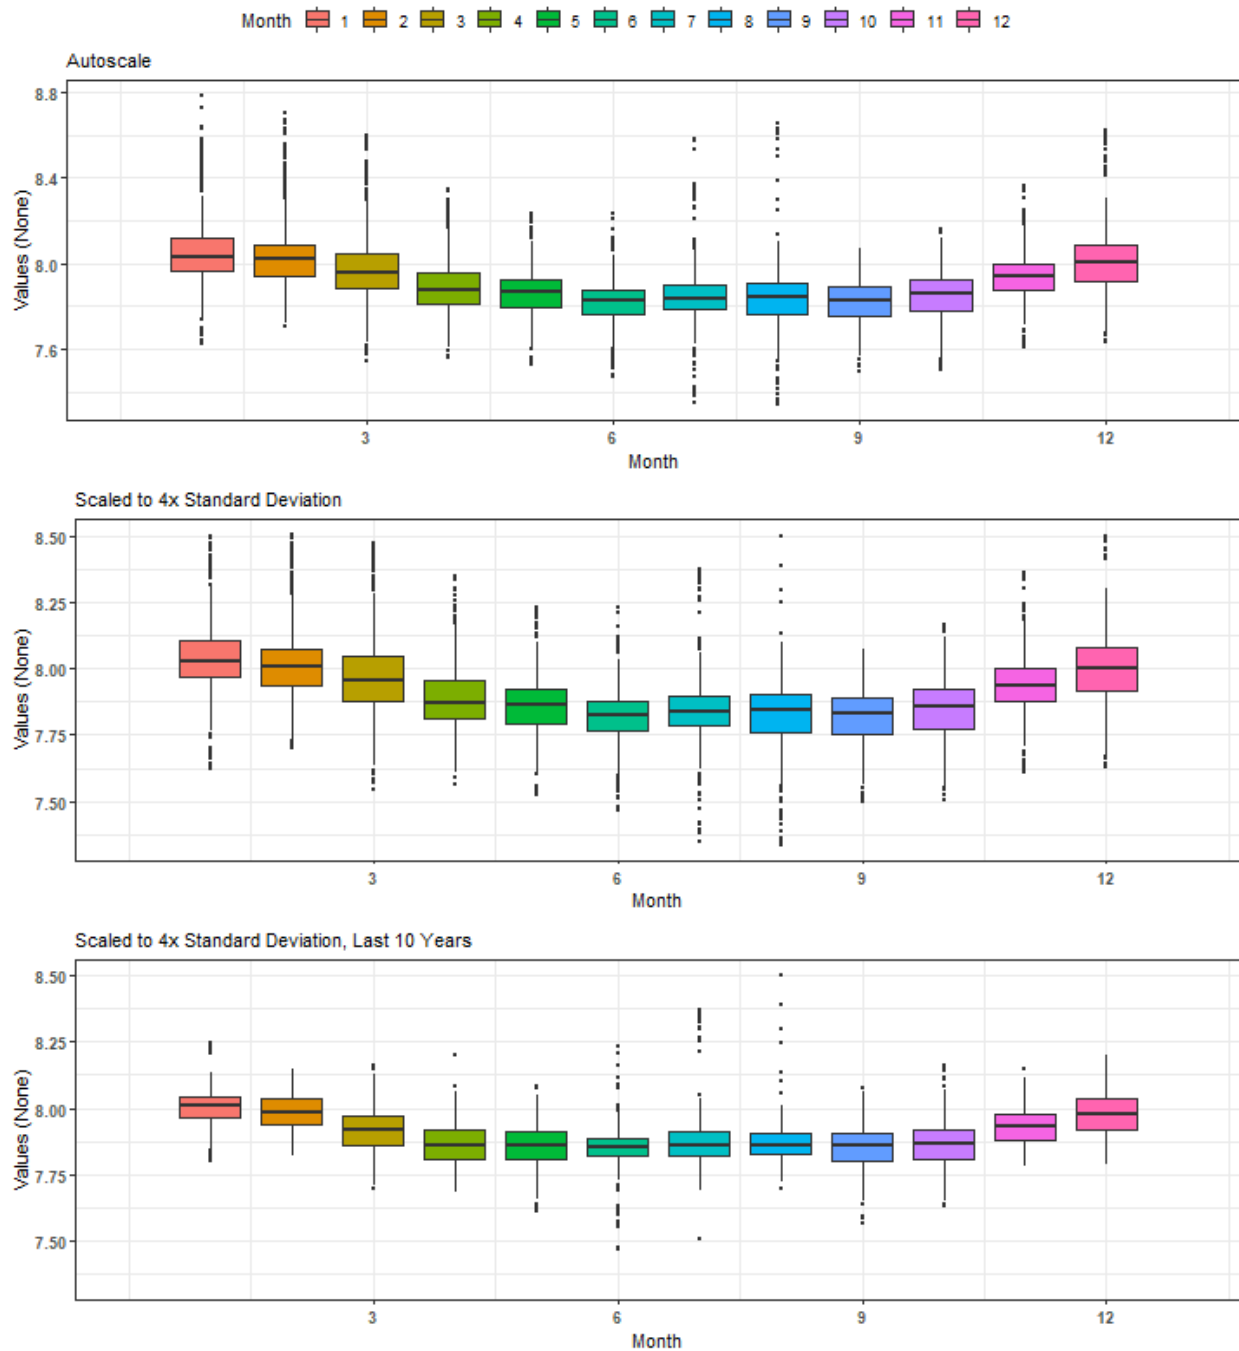 Month 1 2 3 4 5 6 7 8 9 10 11 12
Autoscale
Values (None)
8.8
8.4
8.0
7.6
3 6 9 12
Month
Scaled to 4x Standard Deviation
Values (None)
8.50
8.25
8.00
7.75
7.50
3 6 9 12
Month
Scaled to 4x Standard Deviation, Last 10 Years
Values (None)
8.50
8.25
8.00
7.75
7.50
3 6 9 12
Month